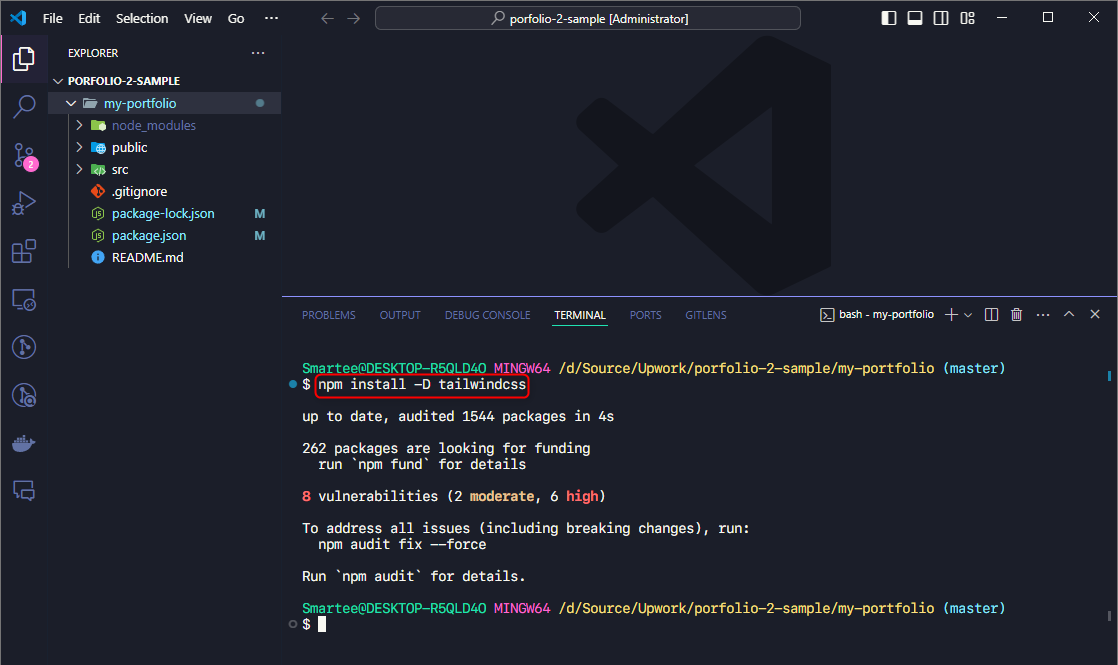 File Edit Selection View Go ···
porfolio-2-sample [Administrator]
EXPLORER ···
PORFOLIO-2-SAMPLE
my-portfolio
node_modules
public
src
.gitignore
package-lock.json M
package.json M
README.md
2
PROBLEMS OUTPUT DEBUG CONSOLE TERMINAL PORTS GITLENS bash - my-portfolio ···
Smartee@DESKTOP-R5QLD4O MINGW64 /d/Source/Upwork/porfolio-2-sample/my-portfolio (master)
$ npm install -D tailwindcss
up to date, audited 1544 packages in 4s
262 packages are looking for funding
run `npm fund` for details
8 vulnerabilities (2 moderate, 6 high)
To address all issues (including breaking changes), run:
npm audit fix --force
Run `npm audit` for details.
Smartee@DESKTOP-R5QLD4O MINGW64 /d/Source/Upwork/porfolio-2-sample/my-portfolio (master)
$